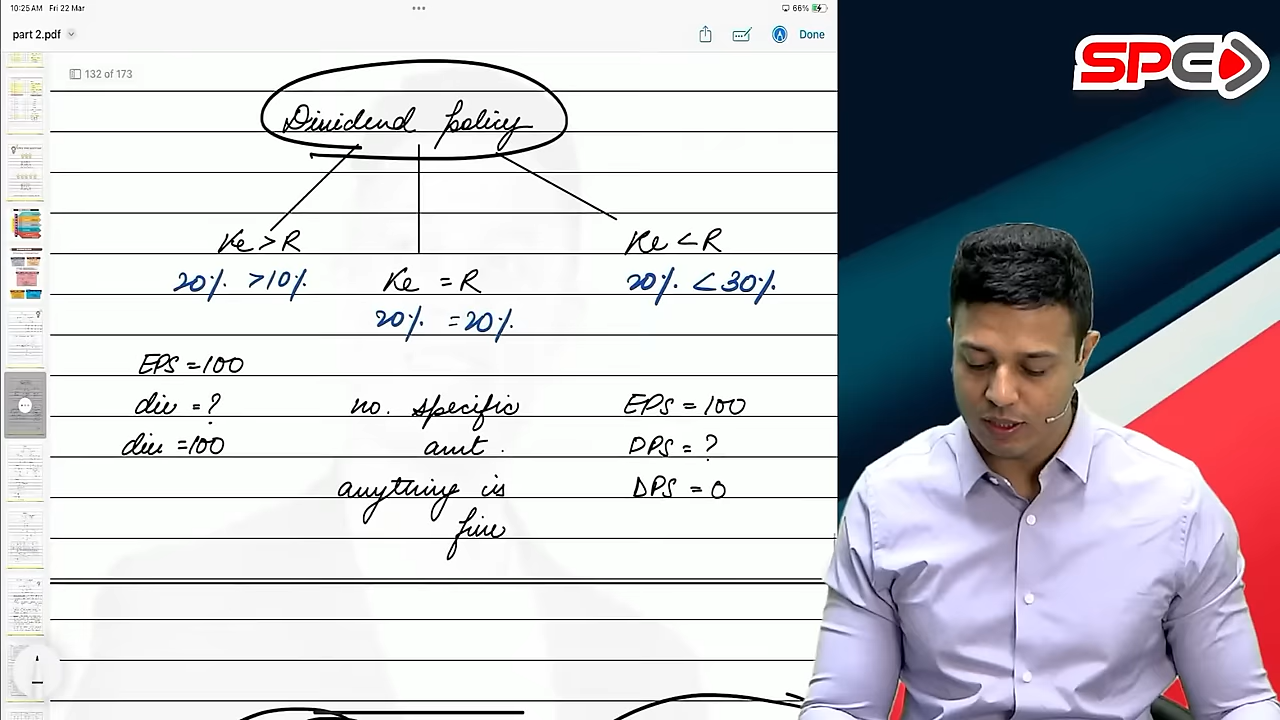 10:25 AM Fri 22 Mar
66%
part 2.pdf
Done
132 of 173
SPC
Dividend policy
Ke > R
20% > 10%
EPS = 100
div = ?
div = 100
Ke = R
20% = 20%
no. specific
amt.
anything is
fine
Ke < R
20% < 30%
EPS = 100
DPS = ?
DPS = 0